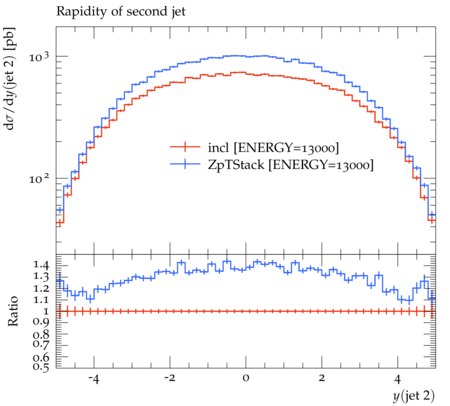 Rapidity of second jet
dσ/dy(jet 2) [pb]
10³
10²
incl [ENERGY=13000]
ZpTStack [ENERGY=13000]
Ratio
1.4
1.3
1.2
1.1
1
0.9
0.8
0.7
0.6
0.5
-4
-2
0
2
4
y(jet 2)